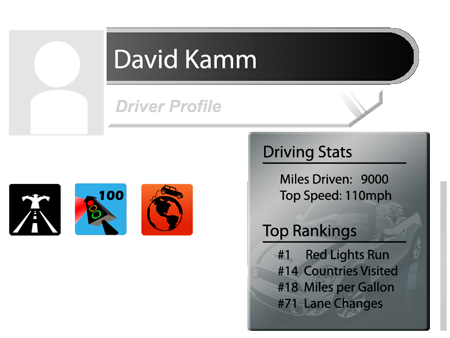 David Kamm
Driver Profile
100
8
Driving Stats
Miles Driven: 9000
Top Speed: 110mph
Top Rankings
#1 Red Lights Run
#14 Countries Visited
#18 Miles per Gallon
#71 Lane Changes